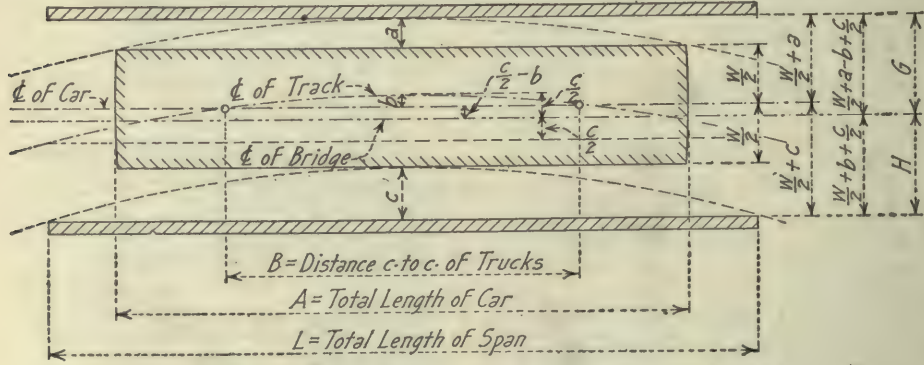 a
℄ of Car
℄ of Track
b
c/2 - b
c/2
c/2
℄ of Bridge
c
W/2
W/2
W/2 + a
W/2 + c
W/2 + a - b + c/2
W/2 + b + c/2
G
H
B = Distance c. to c. of Trucks
A = Total Length of Car
L = Total Length of Span